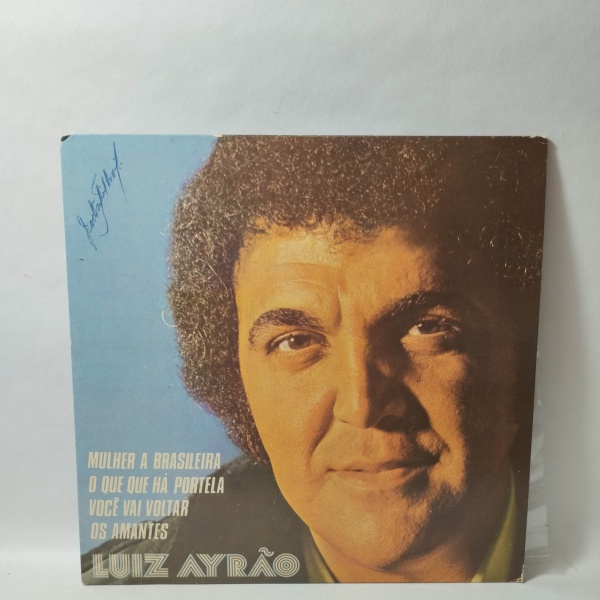 MULHER A BRASILEIRA
O QUE QUE HÁ PORTELA
VOCÊ VAI VOLTAR
OS AMANTES
LUIZ AYRÃO